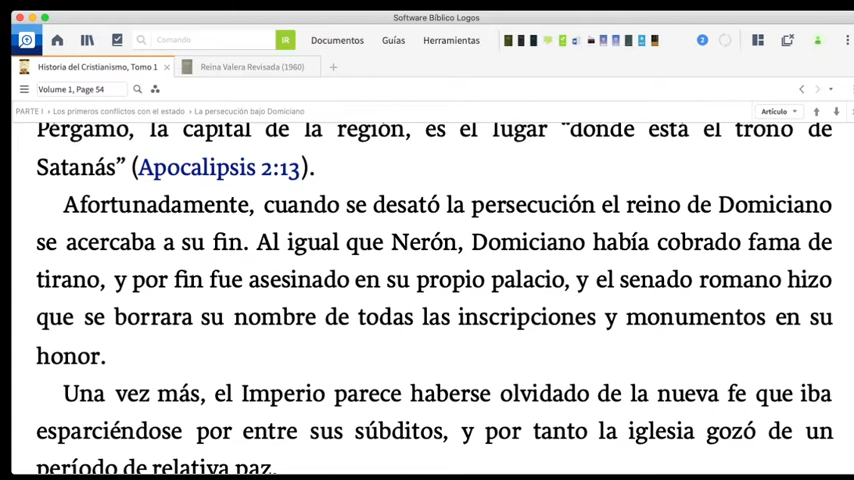 Software Bíblico Logos
Comando
IR
Documentos
Guías
Herramientas
2
Historia del Cristianismo, Tomo 1 ×
Reina Valera Revisada (1960)
+
Volume 1, Page 54
PARTE I › Los primeros conflictos con el estado › La persecución bajo Domiciano
Artículo
Pérgamo, la capital de la región, es el lugar “donde está el trono de
Satanás” (Apocalipsis 2:13).
Afortunadamente, cuando se desató la persecución el reino de Domiciano
se acercaba a su fin. Al igual que Nerón, Domiciano había cobrado fama de
tirano, y por fin fue asesinado en su propio palacio, y el senado romano hizo
que se borrara su nombre de todas las inscripciones y monumentos en su
honor.
Una vez más, el Imperio parece haberse olvidado de la nueva fe que iba
esparciéndose por entre sus súbditos, y por tanto la iglesia gozó de un
período de relativa paz.